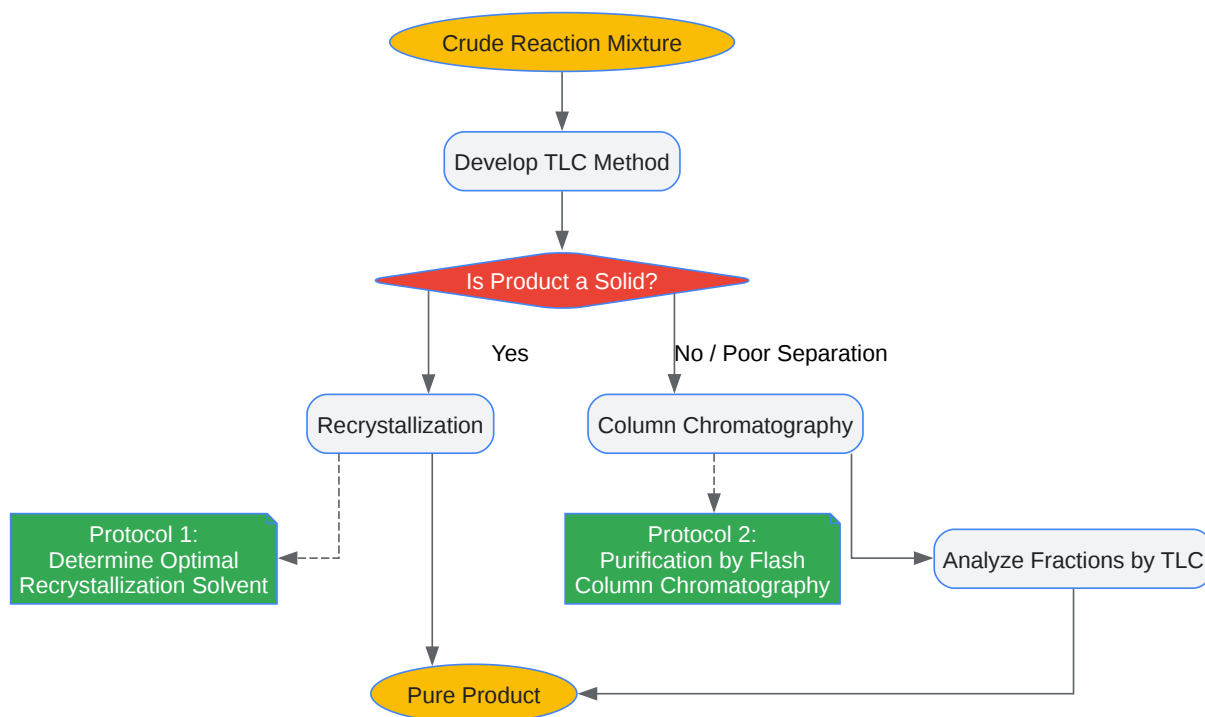 Crude Reaction Mixture
Develop TLC Method
Is Product a Solid?
Yes
No / Poor Separation
Recrystallization
Column Chromatography
Protocol 1:
Determine Optimal
Recrystallization Solvent
Protocol 2:
Purification by Flash
Column Chromatography
Analyze Fractions by TLC
Pure Product